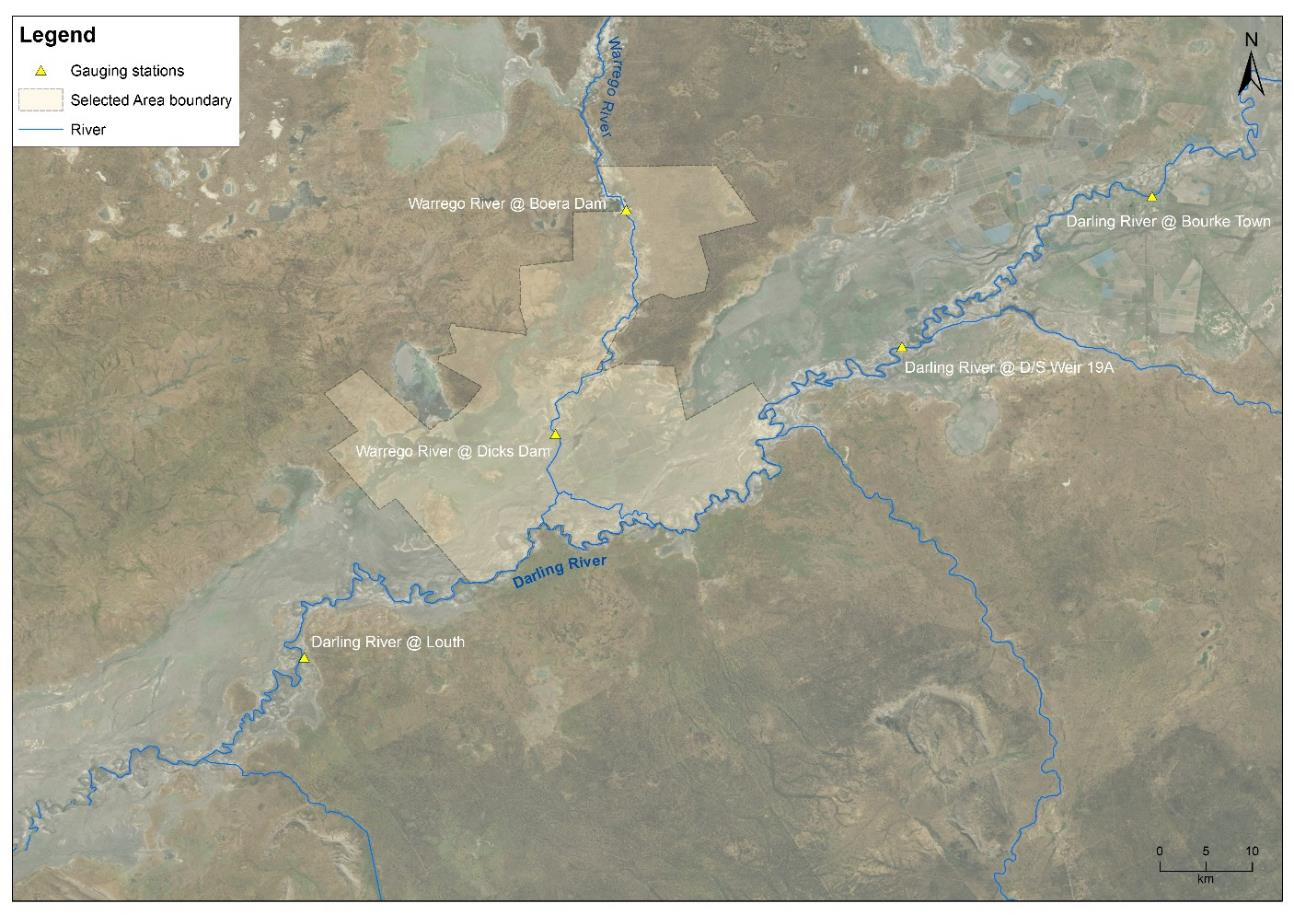 Legend
Gauging stations
Selected Area boundary
River
Warrego River
N
Warrego River @ Boera Dam
Darling River @ Bourke Town
Darling River @ D/S Weir 19A
Warrego River @ Dicks Dam
Darling River
Darling River @ Louth
0 5 10
km